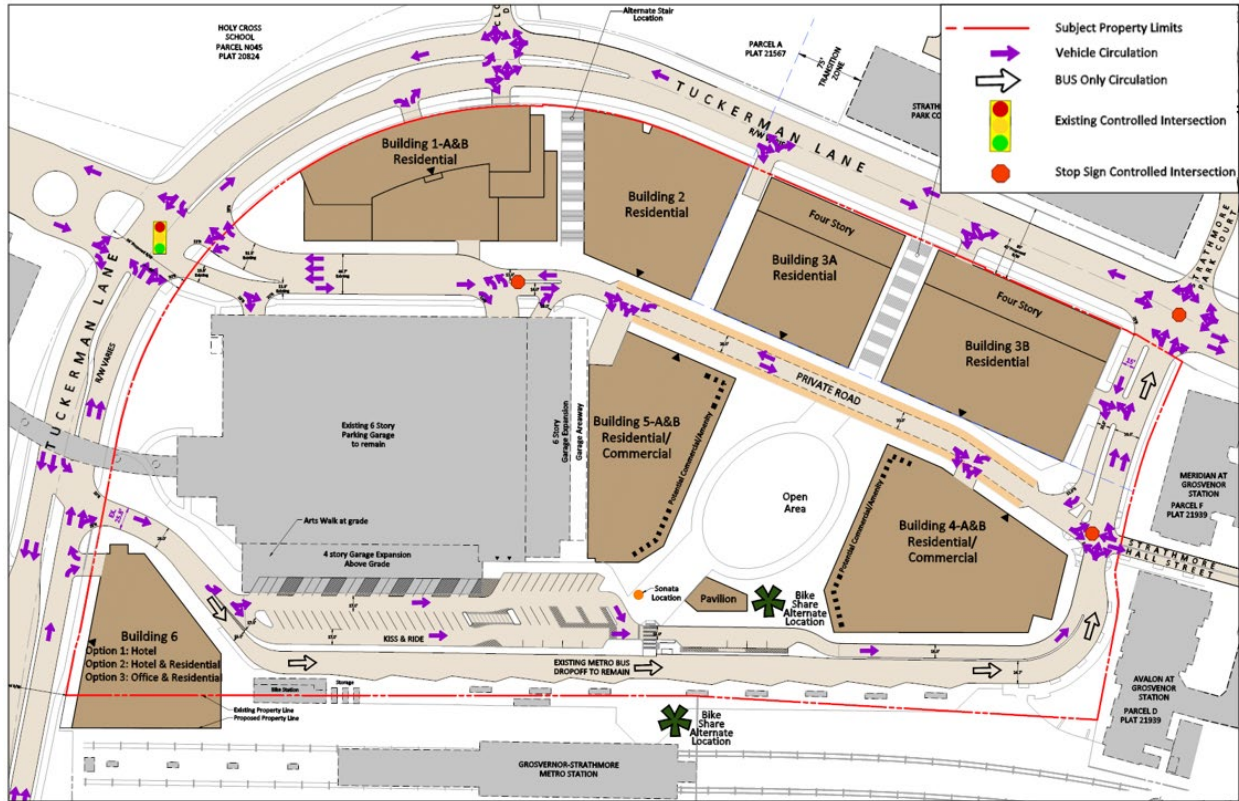 HOLY CROSS
SCHOOL
PARCEL N045
PLAT 20824
Alternate Stair
Location
PARCEL A
PLAT 21567
75'
TRANSITION
ZONE
Subject Property Limits
Vehicle Circulation
BUS Only Circulation
Existing Controlled Intersection
Stop Sign Controlled Intersection
TUCKERMAN LANE
STRATHMORE
PARK COURT
Building 1-A&B
Residential
Building 2
Residential
Four Story
Building 3A
Residential
Four Story
Building 3B
Residential
TUCKERMAN LANE
R/W VARIES
PRIVATE ROAD
Existing 6 Story
Parking Garage
to remain
6 Story
Garage Expansion
Garage Areaway
Building 5-A&B
Residential/
Commercial
Potential Commercial/Amenity
Open
Area
Potential Commercial/Amenity
Building 4-A&B
Residential/
Commercial
MERIDIAN AT
GROSVENOR
STATION
PARCEL F
PLAT 21939
STRATHMORE
HALL STREET
Arts Walk at grade
4 story Garage Expansion
Above Grade
Sonata
Location
Pavilion
Bike
Share
Alternate
Location
KISS & RIDE
Building 6
Option 1: Hotel
Option 2: Hotel & Residential
Option 3: Office & Residential
EXISTING METRO BUS
DROPOFF TO REMAIN
Bike Station
Storage
Existing Property Line
Proposed Property Line
Bike
Share
Alternate
Location
AVALON AT
GROSVENOR
STATION
PARCEL D
PLAT 21939
GROSVERNOR-STRATHMORE
METRO STATION